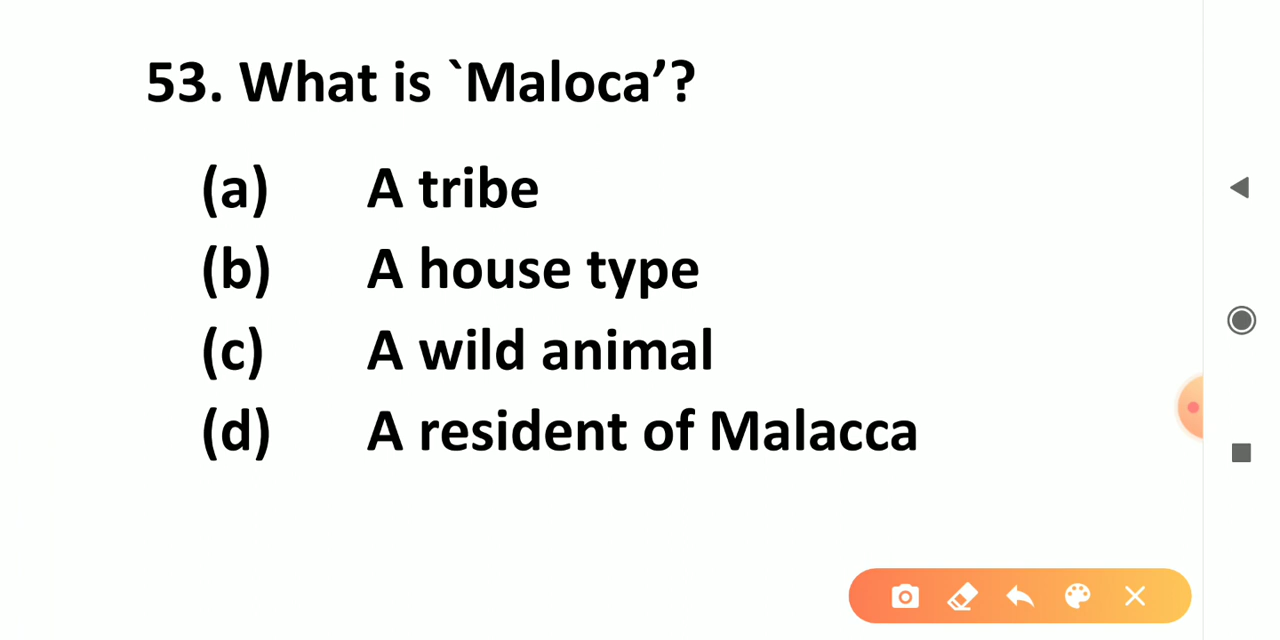 53. What is `Maloca’?
(a) A tribe
(b) A house type
(c) A wild animal
(d) A resident of Malacca